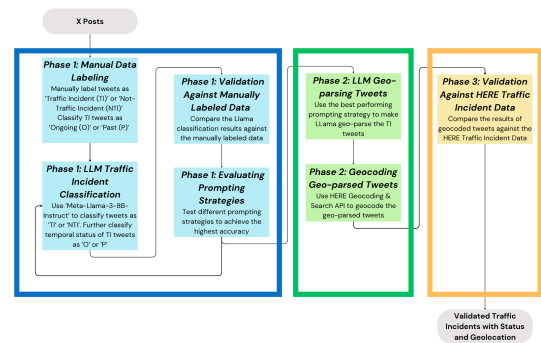 X Posts
Phase 1: Manual Data
Labeling
Manually label tweets as
'Traffic Incident (TI)' or 'Not-
Traffic Incident (NTI)'
Classify TI tweets as
'Ongoing (O)' or 'Past (P)'
Phase 1: LLM Traffic
Incident
Classification
Use 'Meta-Llama-3-8B-
Instruct' to classify tweets as
'TI' or 'NTI'. Further classify
temporal status of TI tweets
as 'O' or 'P'
Phase 1: Validation
Against Manually
Labeled Data
Compare the Llama
classification results against
the manually labeled data
Phase 1: Evaluating
Prompting
Strategies
Test different prompting
strategies to achieve the
highest accuracy
Phase 2: LLM Geo-
parsing Tweets
Use the best performing
prompting strategy to make
LLama geo-parse the TI
tweets
Phase 2: Geocoding
Geo-parsed Tweets
Use HERE Geocoding &
Search API to geocode the
geo-parsed tweets
Phase 3: Validation
Against HERE Traffic
Incident Data
Compare the results of
geocoded tweets against the
HERE Traffic Incident Data
Validated Traffic
Incidents with Status
and Geolocation